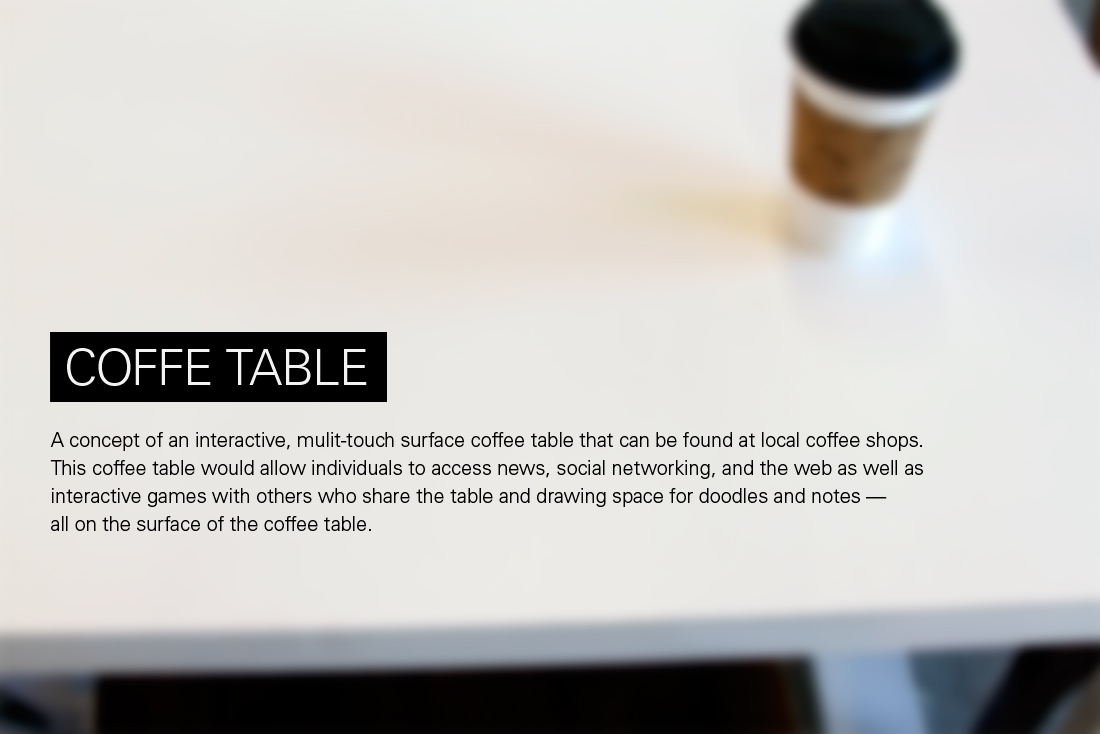 COFFE TABLE
A concept of an interactive, mulit-touch surface coffee table that can be found at local coffee shops.
This coffee table would allow individuals to access news, social networking, and the web as well as
interactive games with others who share the table and drawing space for doodles and notes —
all on the surface of the coffee table.